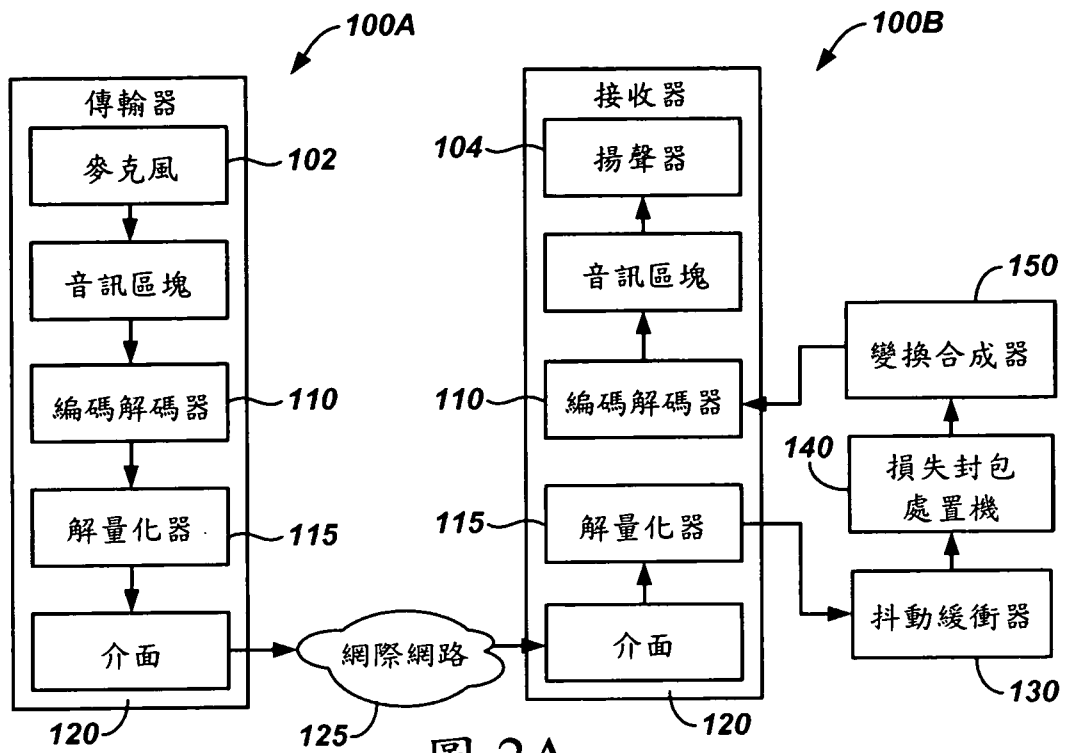 100A
傳輸器
麥克風
102
音訊區塊
編碼解碼器
110
解量化器
115
介面
120
網際網路
125
100B
接收器
104
揚聲器
音訊區塊
110
編碼解碼器
115
解量化器
介面
120
150
變換合成器
140
損失封包
處置機
抖動緩衝器
130
圖 2A